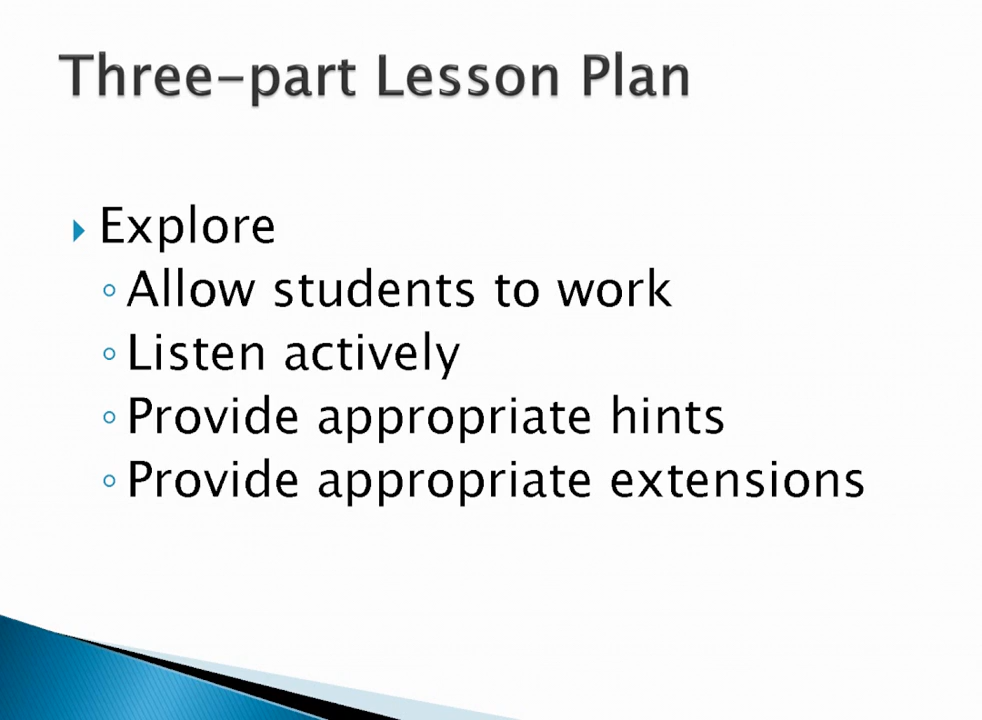 Three-part Lesson Plan
Explore
Allow students to work
Listen actively
Provide appropriate hints
Provide appropriate extensions